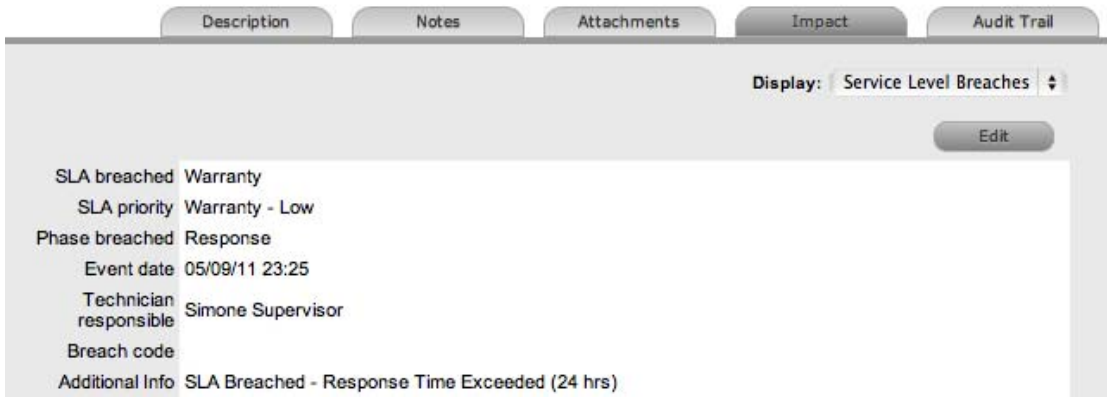 Description Notes Attachments Impact Audit Trail
Display: Service Level Breaches
Edit
SLA breached Warranty
SLA priority Warranty - Low
Phase breached Response
Event date 05/09/11 23:25
Technician
responsible Simone Supervisor
Breach code
Additional Info SLA Breached - Response Time Exceeded (24 hrs)